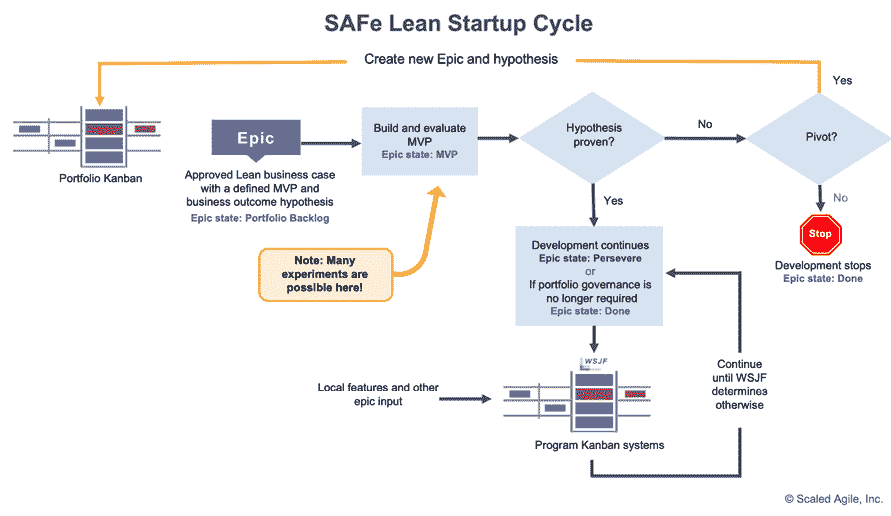 SAFe Lean Startup Cycle
Create new Epic and hypothesis
Yes
Portfolio Kanban
Epic
Approved Lean business case
with a defined MVP and
business outcome hypothesis
Epic state: Portfolio Backlog
Build and evaluate
MVP
Epic state: MVP
Hypothesis
proven?
No
Pivot?
No
Stop
Development stops
Epic state: Done
Yes
Note: Many
experiments are
possible here!
Development continues
Epic state: Persevere
or
If portfolio governance is
no longer required
Epic state: Done
WSJF
Continue
until WSJF
determines
otherwise
Local features and other
epic input
Program Kanban systems
© Scaled Agile, Inc.